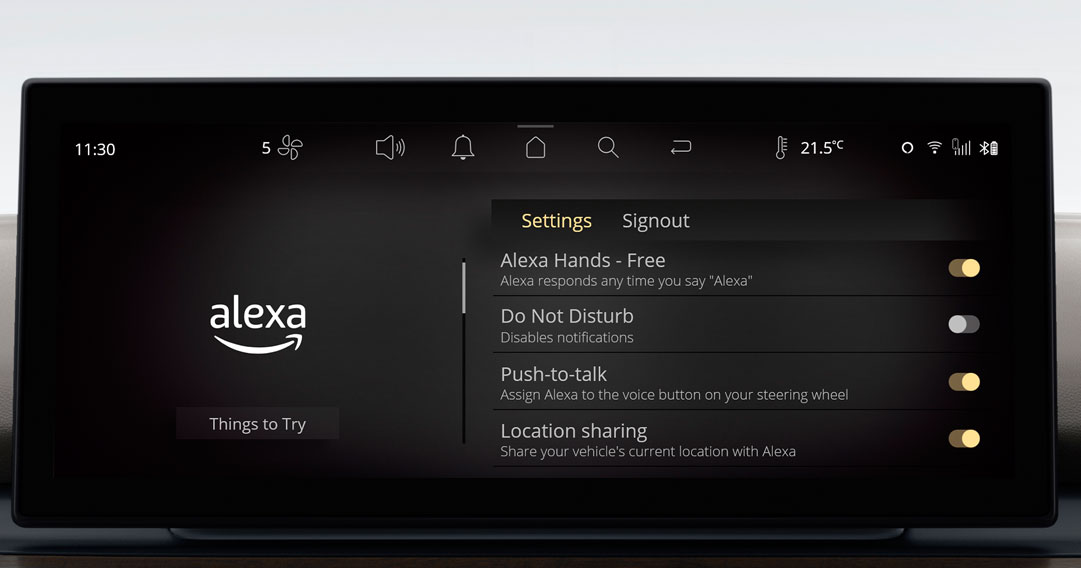 11:30
5
21.5°C
Settings Signout
Alexa Hands - Free
Alexa responds any time you say "Alexa"
Do Not Disturb
Disables notifications
alexa
Push-to-talk
Assign Alexa to the voice button on your steering wheel
Things to Try
Location sharing
Share your vehicle's current location with Alexa